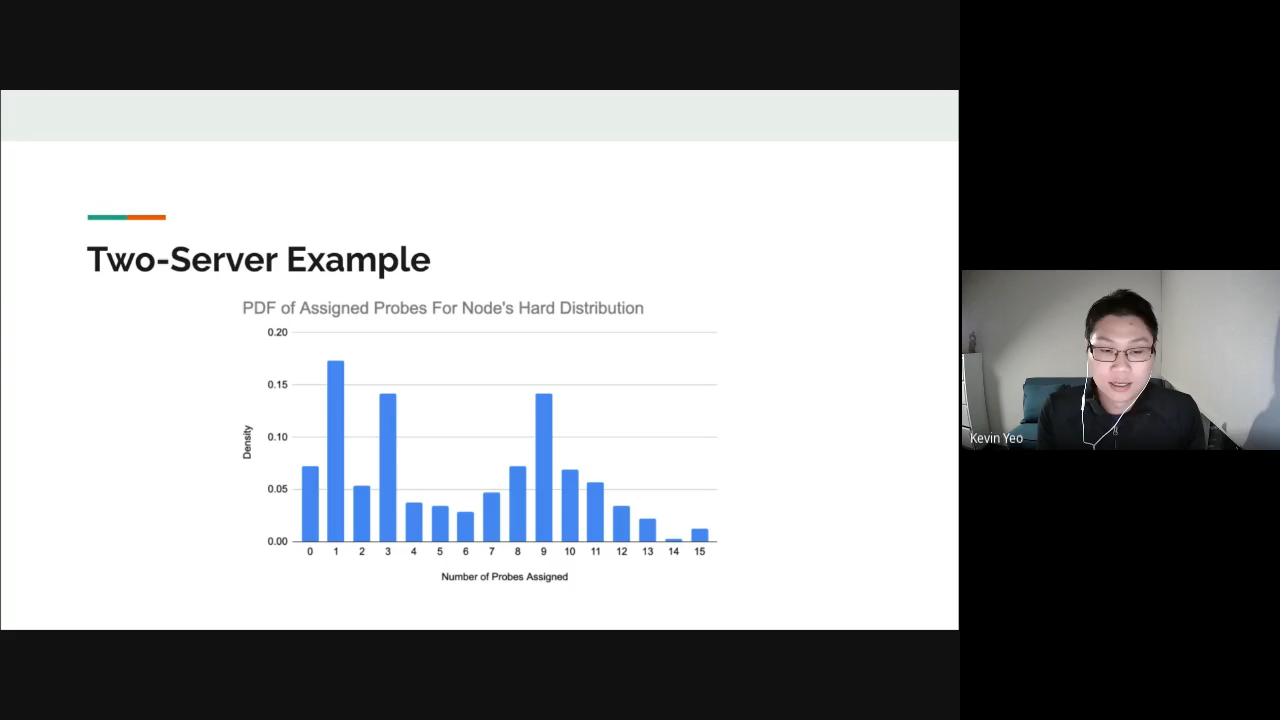 Two-Server Example
PDF of Assigned Probes For Node's Hard Distribution
0.20
0.15
0.10
0.05
0.00
Density
0 1 2 3 4 5 6 7 8 9 10 11 12 13 14 15
Number of Probes Assigned
Kevin Yeo